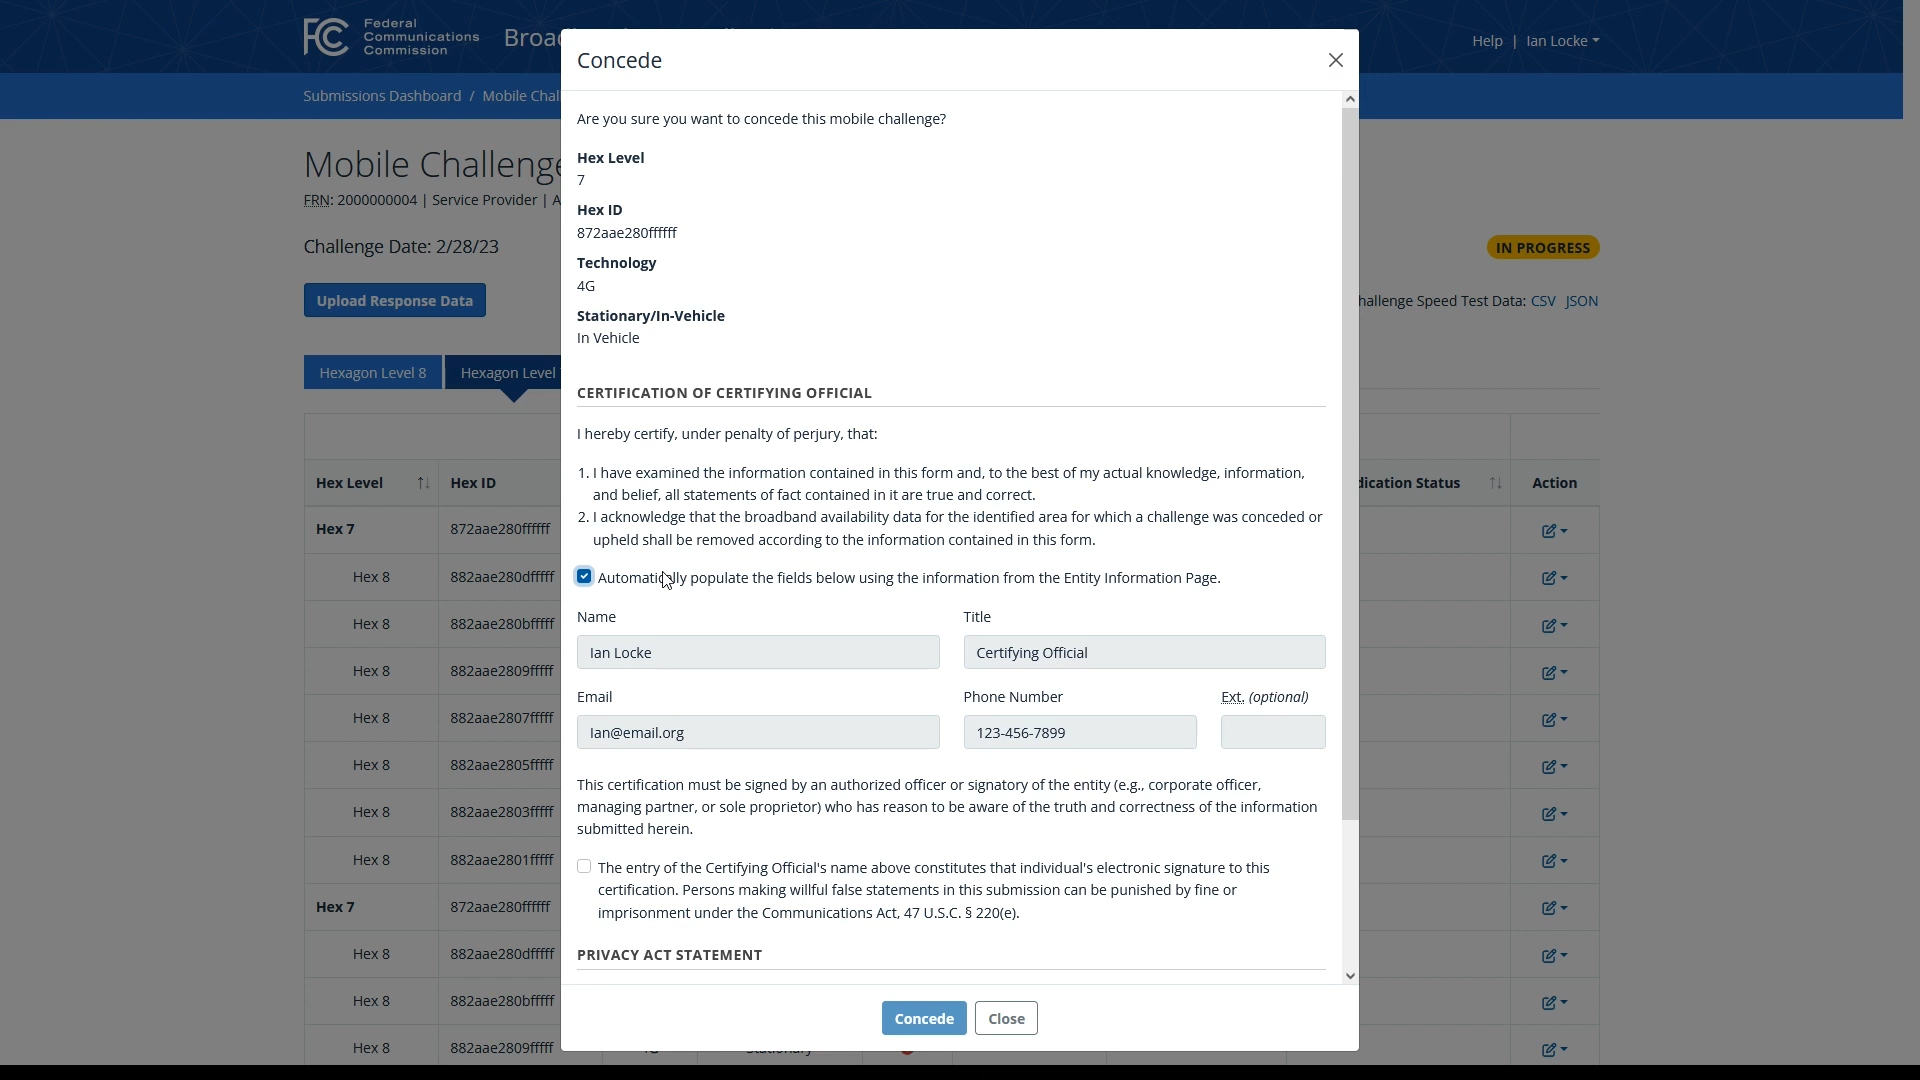 Federal
Communications
Commission
Help | Ian Locke
Submissions Dashboard /
FRN: 2000000004 | Service Provider |
Challenge Date: 2/28/23
IN PROGRESS
Upload Response Data
Speed Test Data: CSV JSON
Hexagon Level 8
Hexagon Level
Hex Level
Hex ID
Status
Action
Hex 7
872aae280ffffff
Hex 8
882aae280dfffff
Hex 8
882aae280bfffff
Hex 8
882aae2809fffff
Hex 8
882aae2807fffff
Hex 8
882aae2805fffff
Hex 8
882aae2803fffff
Hex 8
882aae2801fffff
Hex 7
872aae280ffffff
Hex 8
882aae280dfffff
Hex 8
882aae280bfffff
Hex 8
882aae2809fffff
Concede
Are you sure you want to concede this mobile challenge?
Hex Level
7
Hex ID
872aae280ffffff
Technology
4G
Stationary/In-Vehicle
In Vehicle
CERTIFICATION OF CERTIFYING OFFICIAL
I hereby certify, under penalty of perjury, that:
1. I have examined the information contained in this form and, to the best of my actual knowledge, information,
and belief, all statements of fact contained in it are true and correct.
2. I acknowledge that the broadband availability data for the identified area for which a challenge was conceded or
upheld shall be removed according to the information contained in this form.
Automatically populate the fields below using the information from the Entity Information Page.
Name
Title
Ian Locke
Certifying Official
Email
Phone Number
Ext. (optional)
Ian@email.org
123-456-7899
This certification must be signed by an authorized officer or signatory of the entity (e.g., corporate officer,
managing partner, or sole proprietor) who has reason to be aware of the truth and correctness of the information
submitted herein.
The entry of the Certifying Official's name above constitutes that individual's electronic signature to this
certification. Persons making willful false statements in this submission can be punished by fine or
imprisonment under the Communications Act, 47 U.S.C. § 220(e).
PRIVACY ACT STATEMENT
Concede
Close